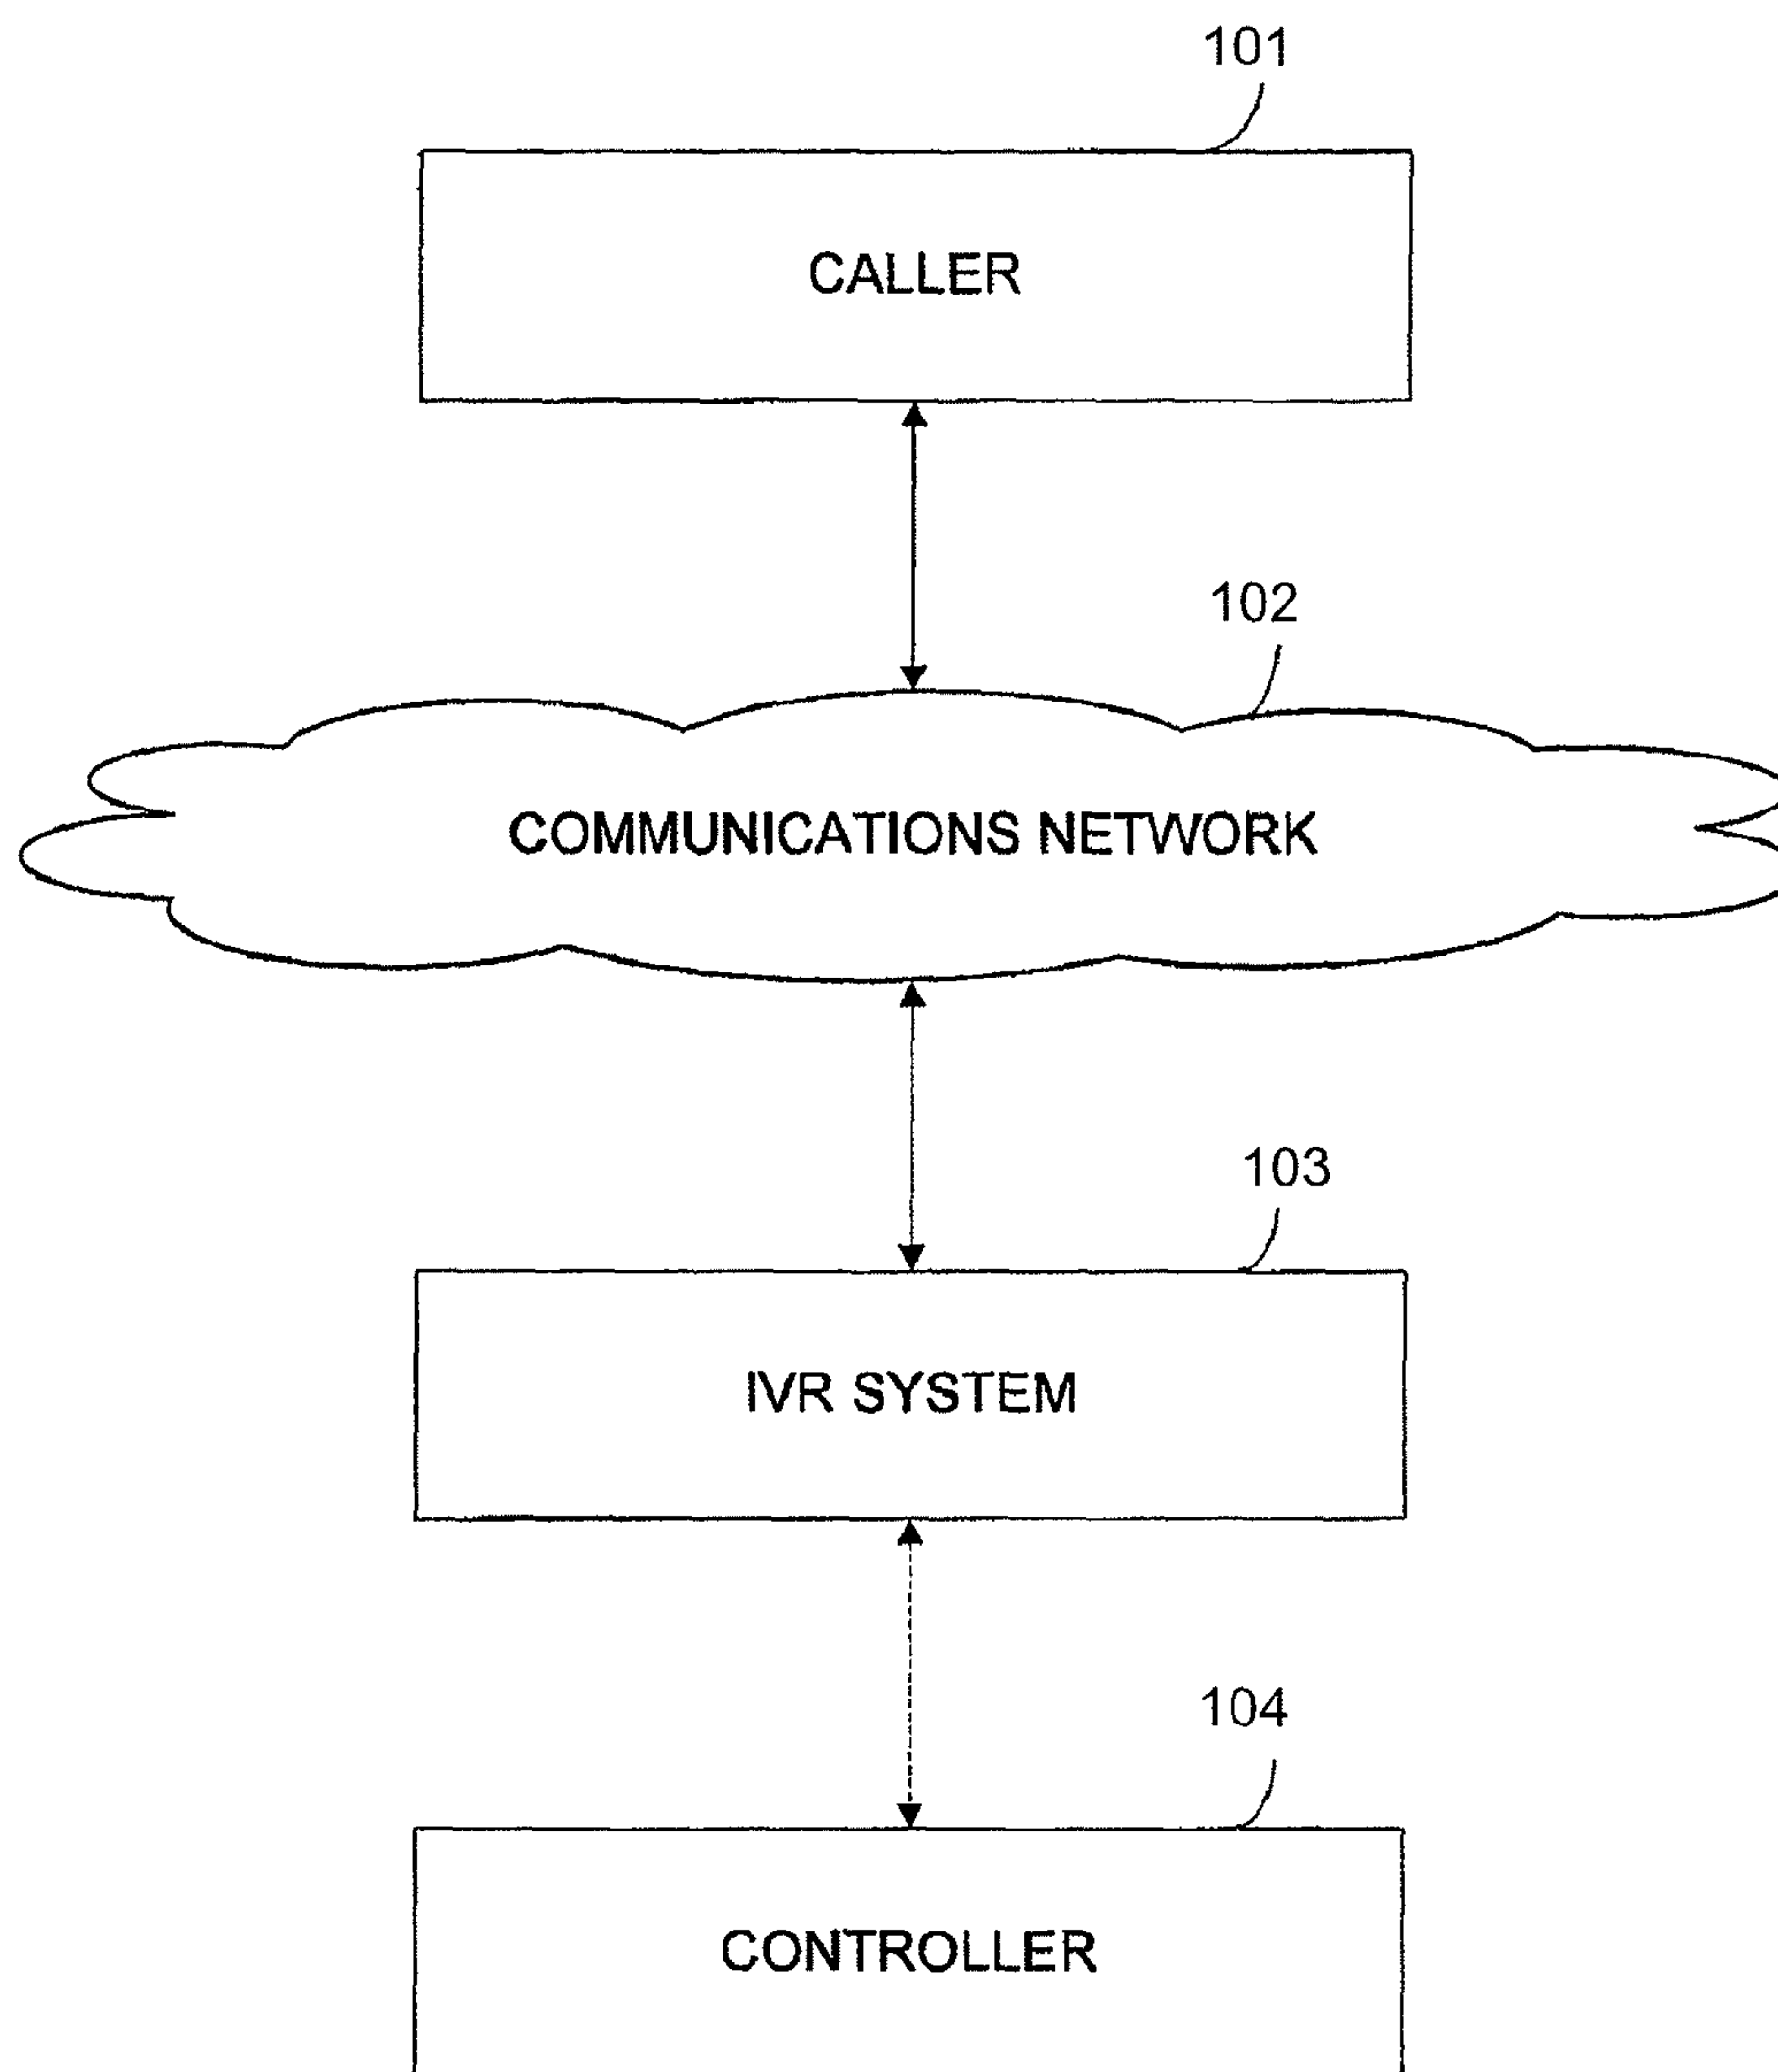 101
CALLER
102
COMMUNICATIONS NETWORK
103
IVR SYSTEM
104
CONTROLLER